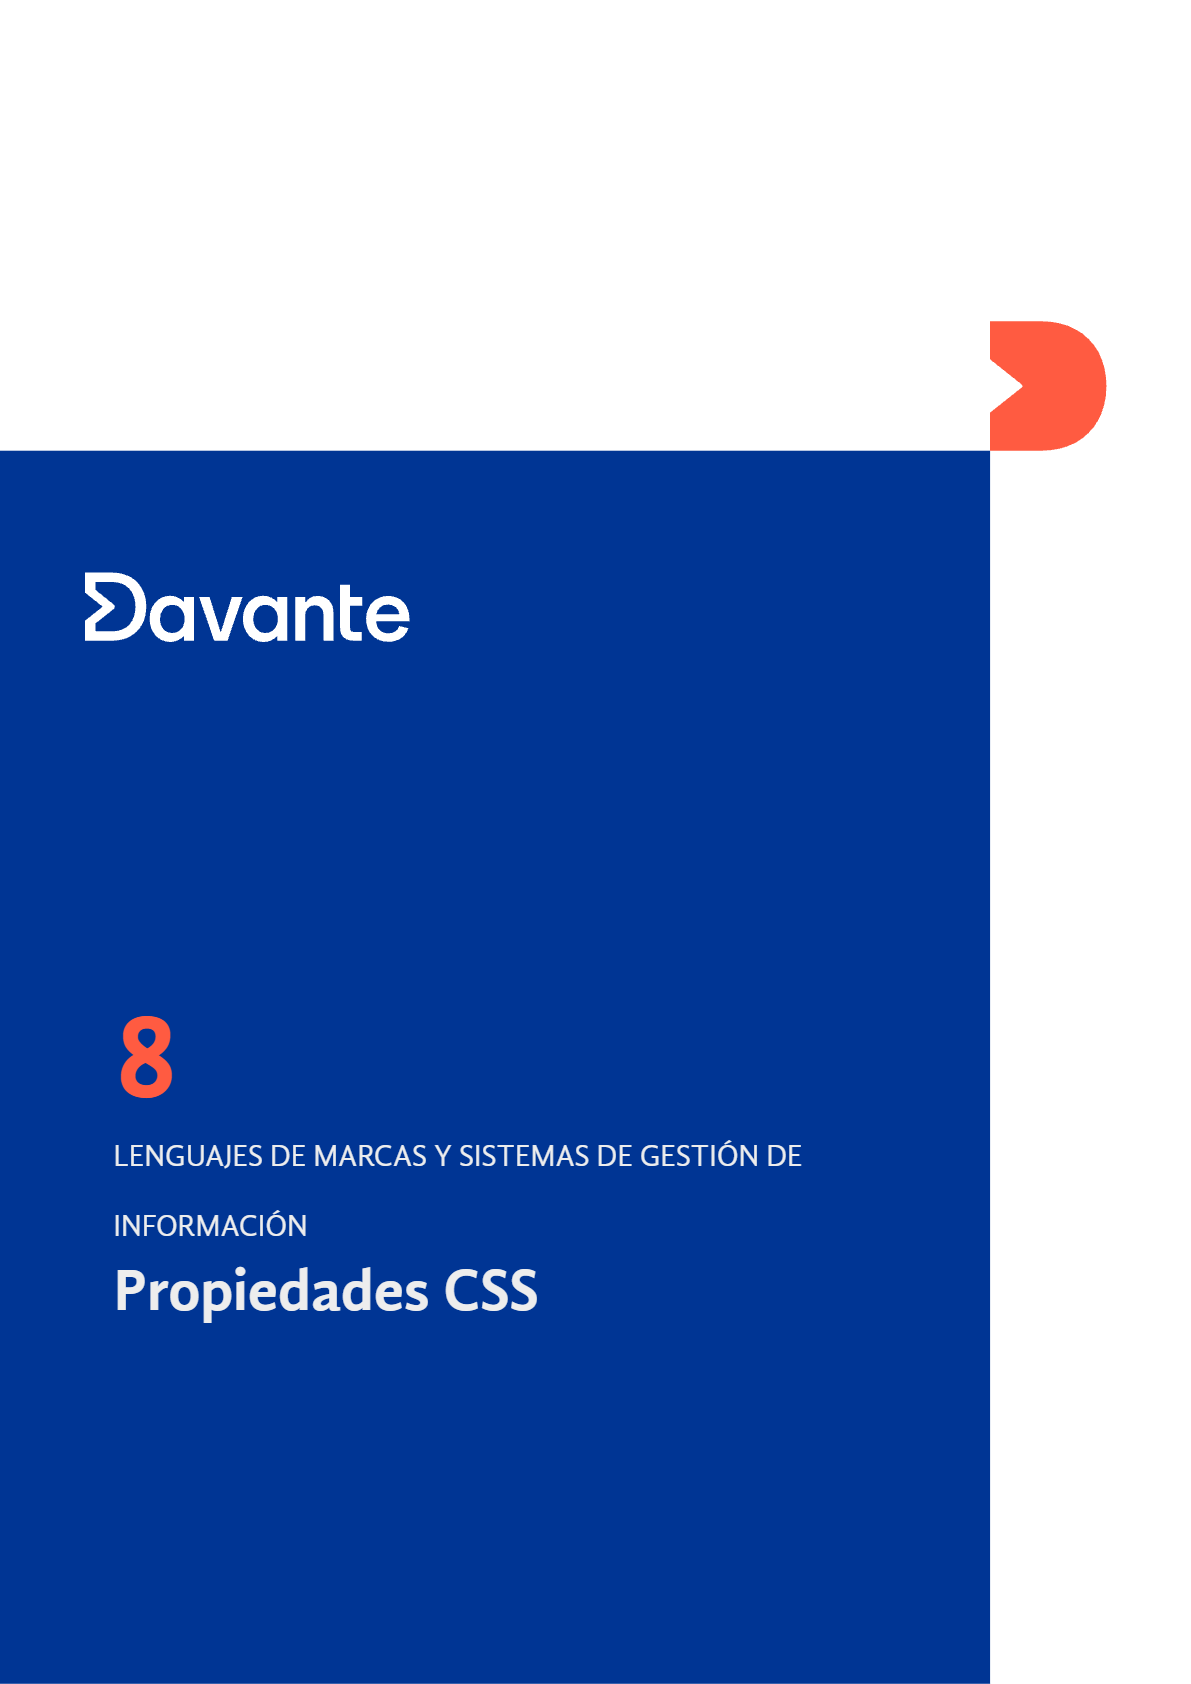 Davante
8
LENGUAJES DE MARCAS Y SISTEMAS DE GESTIÓN DE
INFORMACIÓN
Propiedades CSS